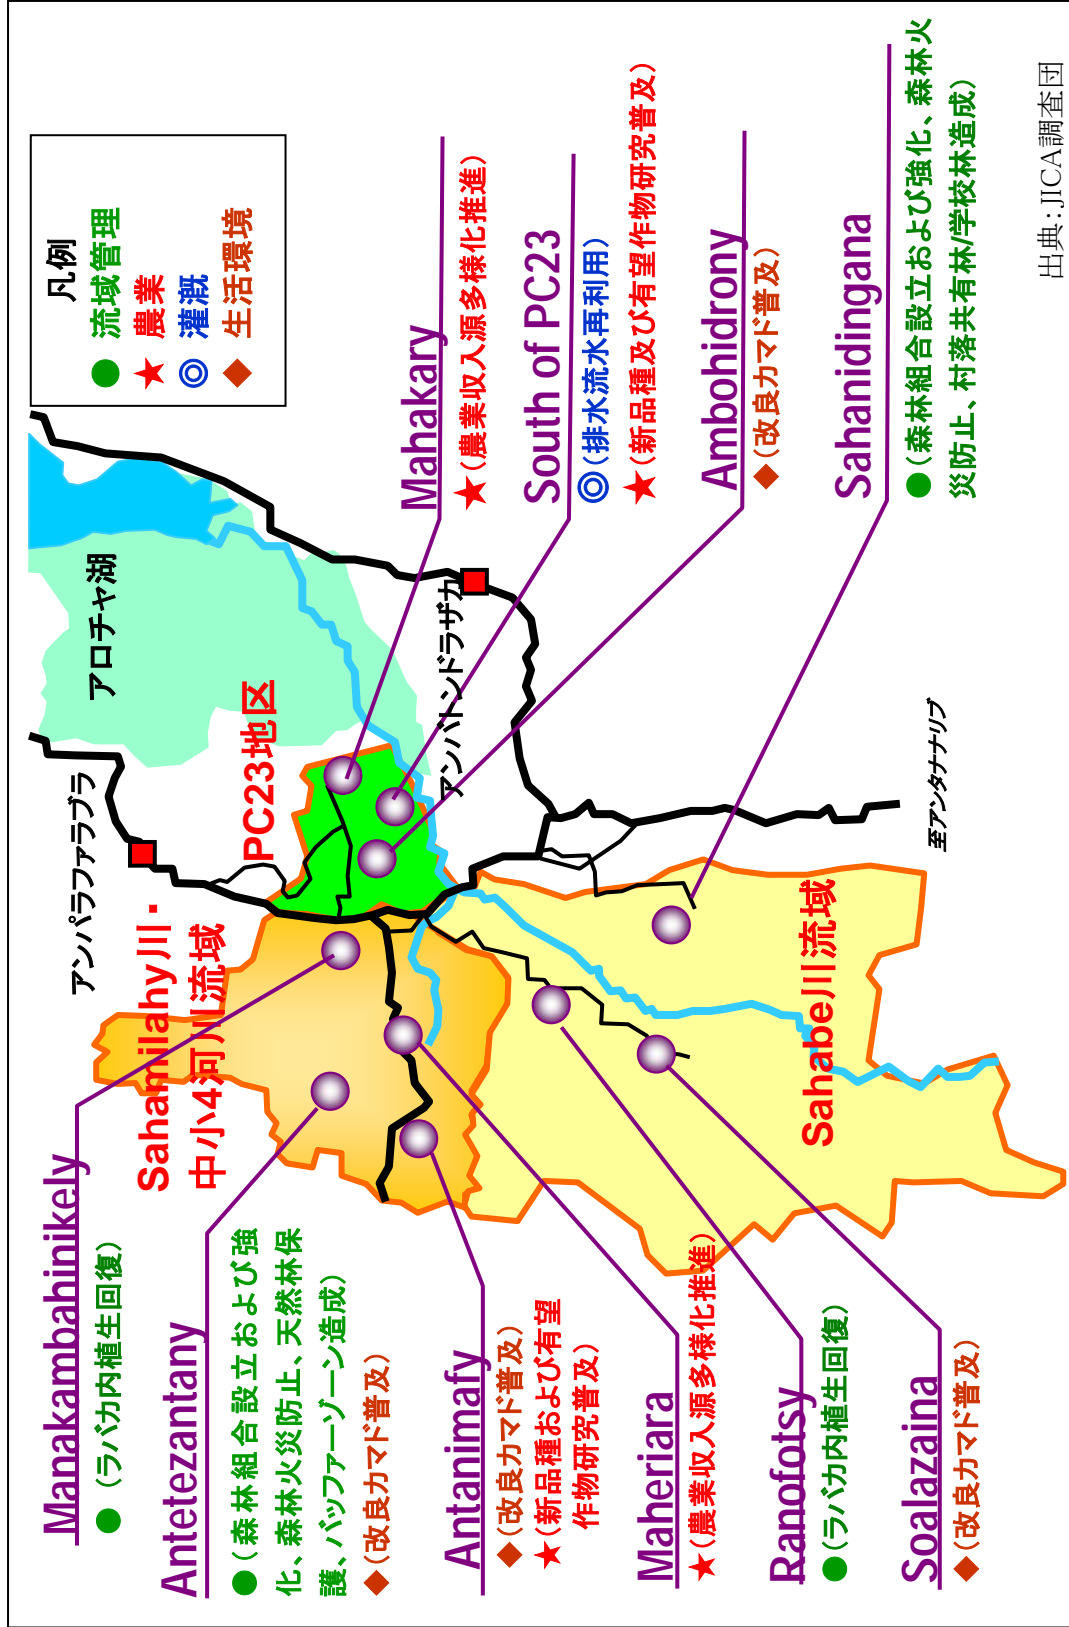 凡例
● 流域管理
★ 農業
◎ 灌漑
◆ 生活環境
アロチャ湖
アンパラファラブラ
アンバトンドラザカ
至アンタナナリブ
PC23地区
Sahamilahy川・
中小4河川流域
Sahabe川流域
Manakambahinikely
●（ラバカ内植生回復）
Antetezantany
●（森林組合設立および強
化、森林火災防止、天然林保
護、バッファーゾーン造成）
◆（改良カマド普及）
Antanimafy
◆（改良カマド普及）
★（新品種および有望
作物研究普及）
Maheriara
★（農業収入源多様化推進）
Ranofotsy
●（ラバカ内植生回復）
Soalazaina
◆（改良カマド普及）
Mahakary
★（農業収入源多様化推進）
South of PC23
◎（排水流水再利用）
★（新品種及び有望作物研究普及）
Ambohidrony
◆（改良カマド普及）
Sahanidingana
●（森林組合設立および強化、森林火
災防止、村落共有林/学校林造成）
出典：JICA調査団